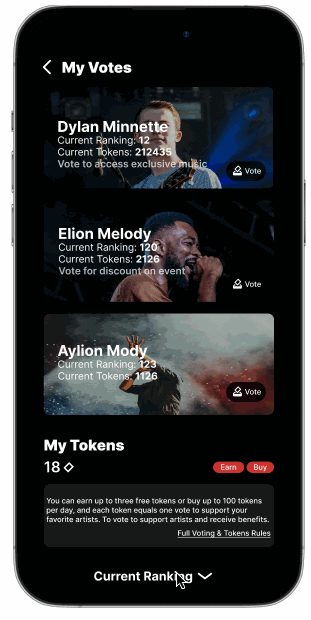 My Votes
Dylan Minnette
Current Ranking: 12
Current Tokens: 212435
Vote to access exclusive music
Vote
Elion Melody
Current Ranking: 120
Current Tokens: 2126
Vote for discount on event
Vote
Aylion Mody
Current Ranking: 123
Current Tokens: 1126
Vote
My Tokens
18
Earn Buy
You can earn up to three free tokens or buy up to 100 tokens
per day, and each token equals one vote to support your
favorite artists. To vote to support artists and receive benefits.
Full Voting & Tokens Rules
Current Ranking